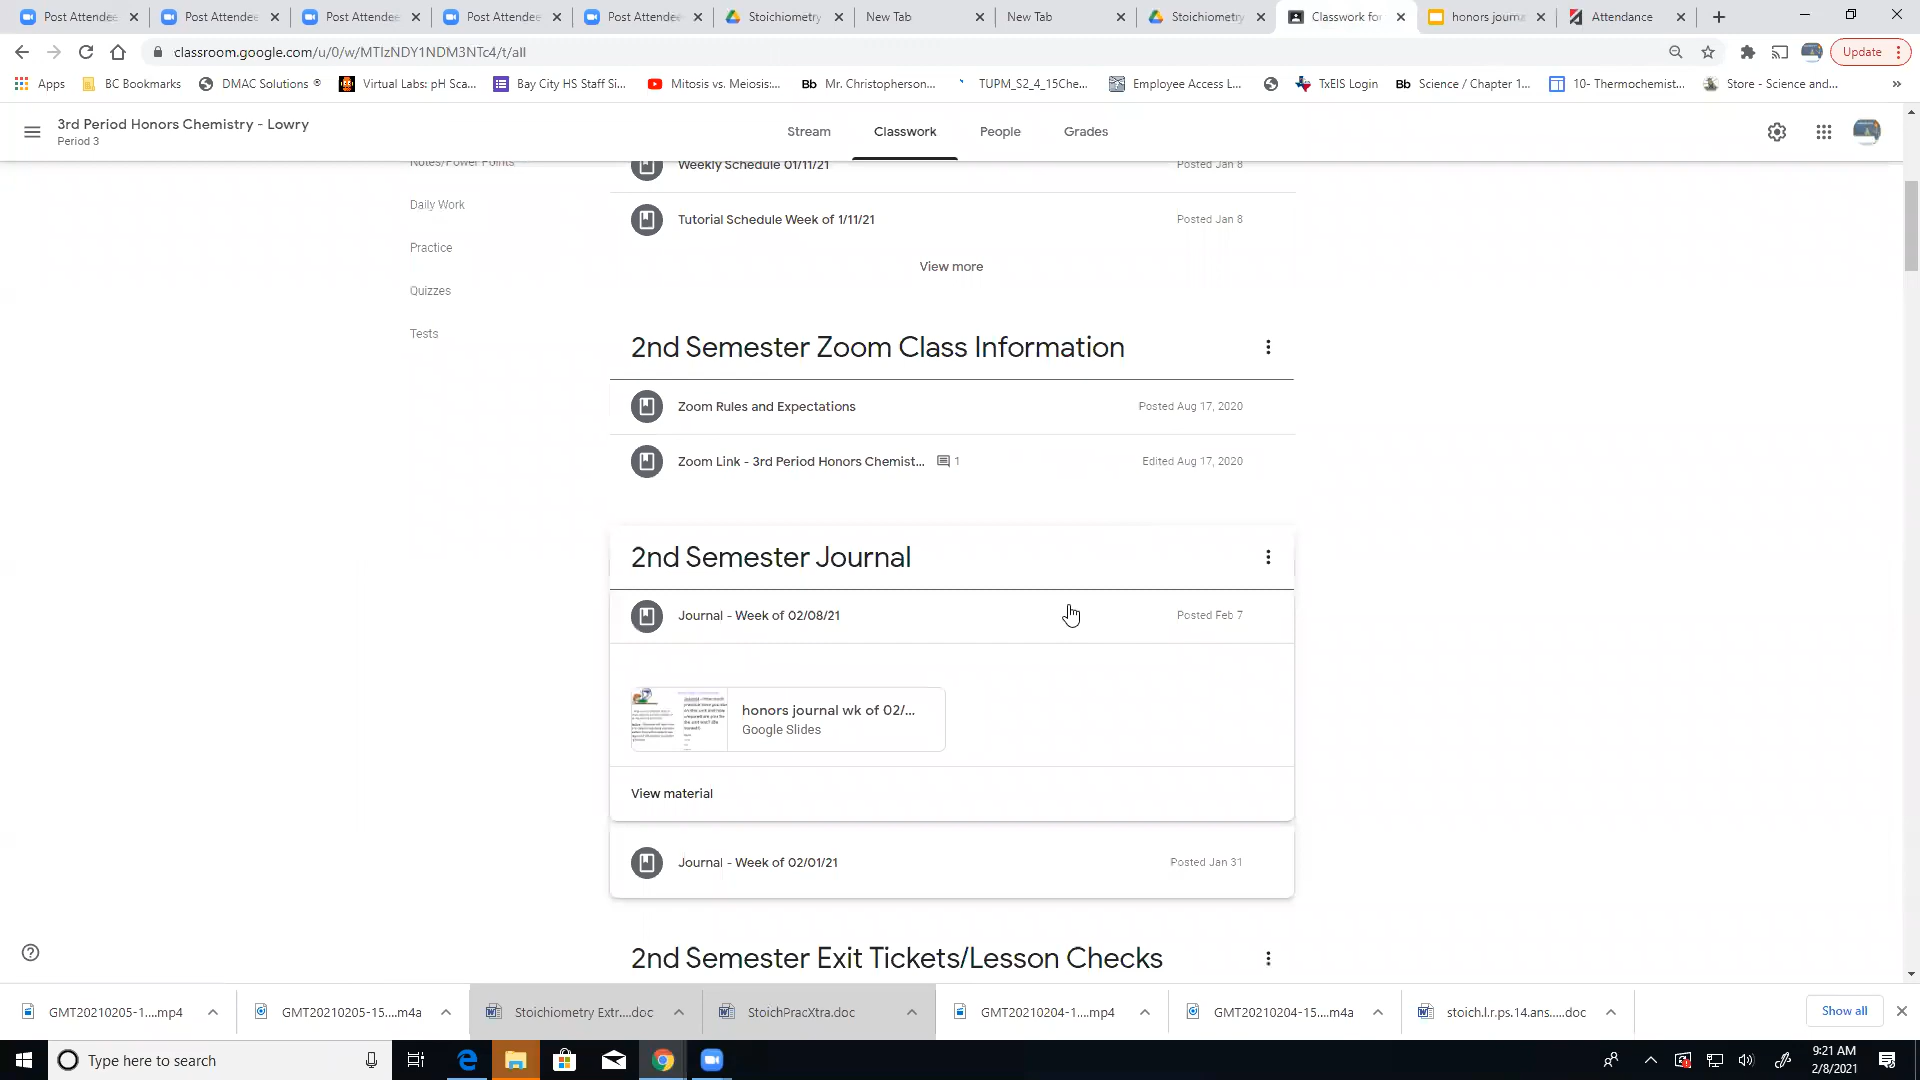 Post Attendee
Post Attendee
Post Attendee
Post Attendee
Post Attendee
Stoichiometry
New Tab
New Tab
Stoichiometry
Classwork for
honors journa
Attendance
classroom.google.com/u/0/w/MTIzNDY1NDM3NTc4/t/all
Update
Apps
BC Bookmarks
DMAC Solutions ®
Virtual Labs: pH Sca...
Bay City HS Staff Si...
Mitosis vs. Meiosis:...
Bb Mr. Christopherson...
TUPM_S2_4_15Che...
Employee Access L...
TxEIS Login
Bb Science / Chapter 1...
10- Thermochemist...
Store - Science and...
»
3rd Period Honors Chemistry - Lowry
Period 3
Stream
Classwork
People
Grades
Notes/Power Points
Daily Work
Practice
Quizzes
Tests
Weekly Schedule 01/11/21
Posted Jan 8
Tutorial Schedule Week of 1/11/21
Posted Jan 8
View more
2nd Semester Zoom Class Information
Zoom Rules and Expectations
Posted Aug 17, 2020
Zoom Link - 3rd Period Honors Chemist...
1
Edited Aug 17, 2020
2nd Semester Journal
Journal - Week of 02/08/21
Posted Feb 7
honors journal wk of 02/...
Google Slides
View material
Journal - Week of 02/01/21
Posted Jan 31
2nd Semester Exit Tickets/Lesson Checks
GMT20210205-1....mp4
GMT20210205-15....m4a
Stoichiometry Extr....doc
StoichPracXtra.doc
GMT20210204-1....mp4
GMT20210204-15....m4a
stoich.l.r.ps.14.ans.....doc
Show all
Type here to search
9:21 AM
2/8/2021